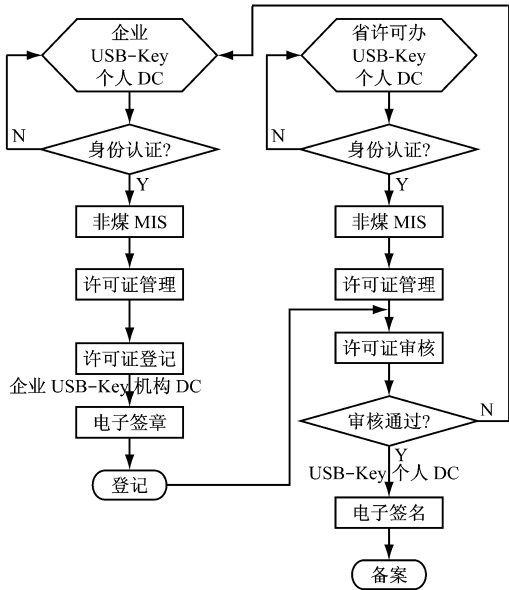 企业
USB-Key
个人 DC
N
身份认证?
Y
非煤 MIS
许可证管理
许可证登记
企业 USB-Key 机构 DC
电子签章
登记
省许可办
USB-Key
个人 DC
N
身份认证?
Y
非煤 MIS
许可证管理
许可证审核
审核通过?
N
Y
USB-Key 个人 DC
电子签名
备案